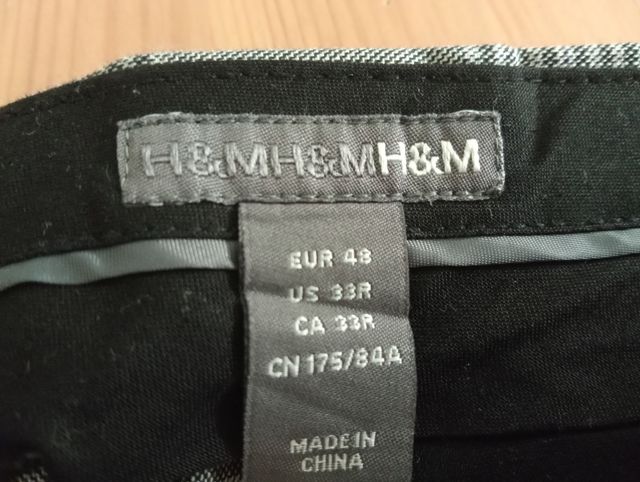 H&MH&MH&M
EUR 48
US 33R
CA 33R
CN 175/84A
MADE IN
CHINA